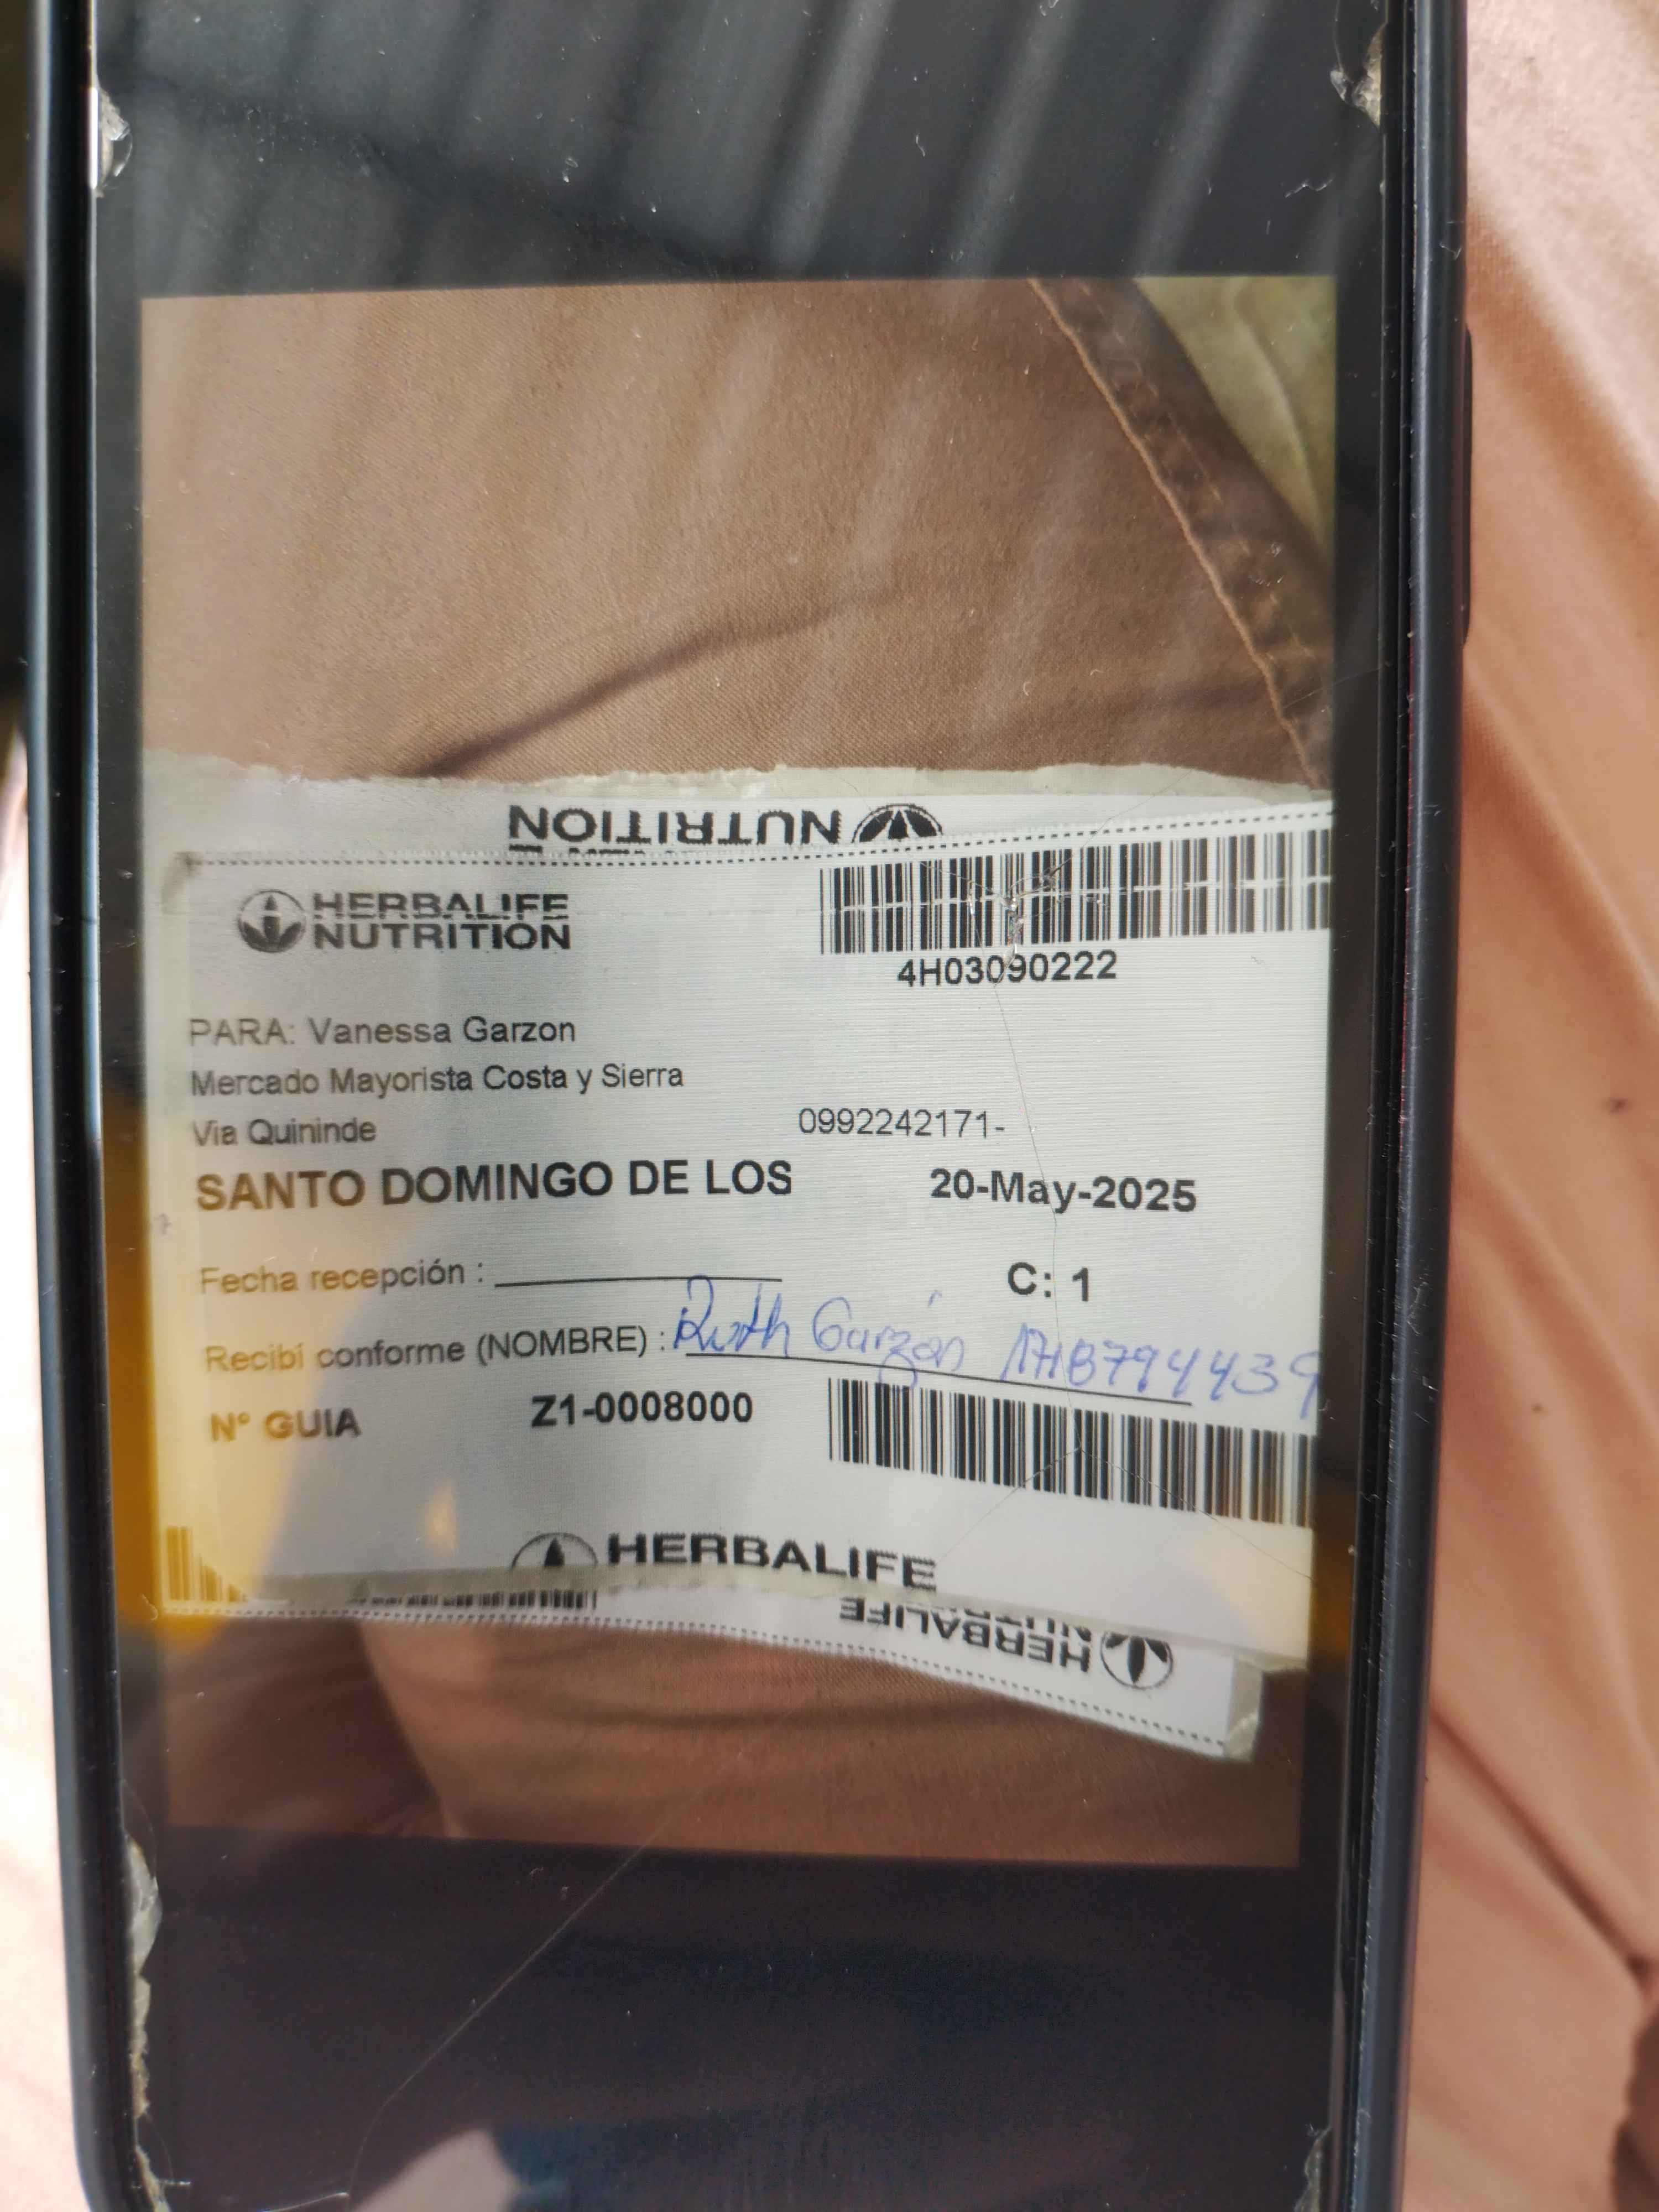 NUTRITION
HERBALIFE
NUTRITION
4H03090222
PARA: Vanessa Garzon
Mercado Mayorista Costa y Sierra
Via Quininde
0992242171-
SANTO DOMINGO DE LOS
20-May-2025
Fecha recepción :
C: 1
Recibí conforme (NOMBRE) : Ruth Garzón
N° GUIA
Z1-0008000
HERBALIFE
HERBALIFE